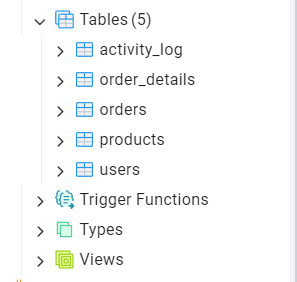 Tables (5)
activity_log
order_details
orders
products
users
Trigger Functions
Types
Views